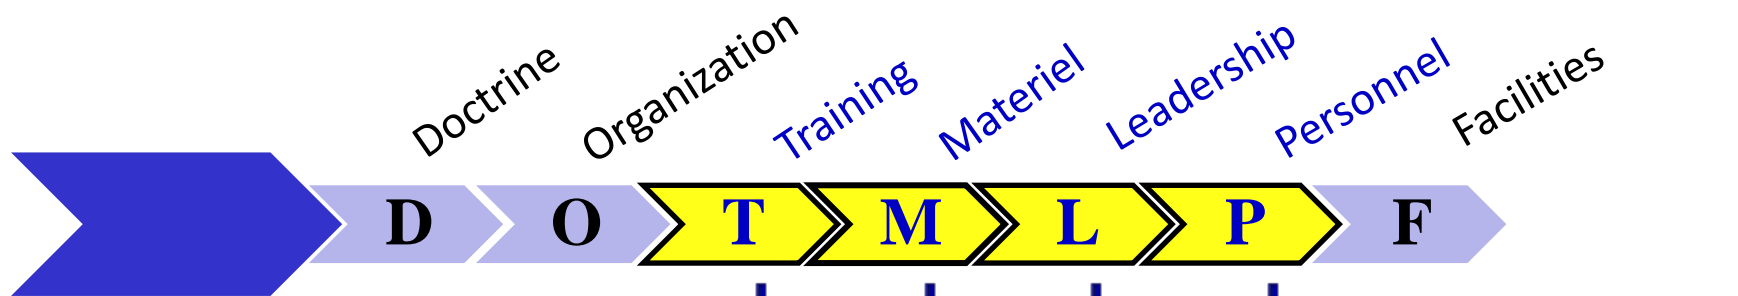 Doctrine
Organization
Training
Materiel
Leadership
Personnel
Facilities
D O T M L P F